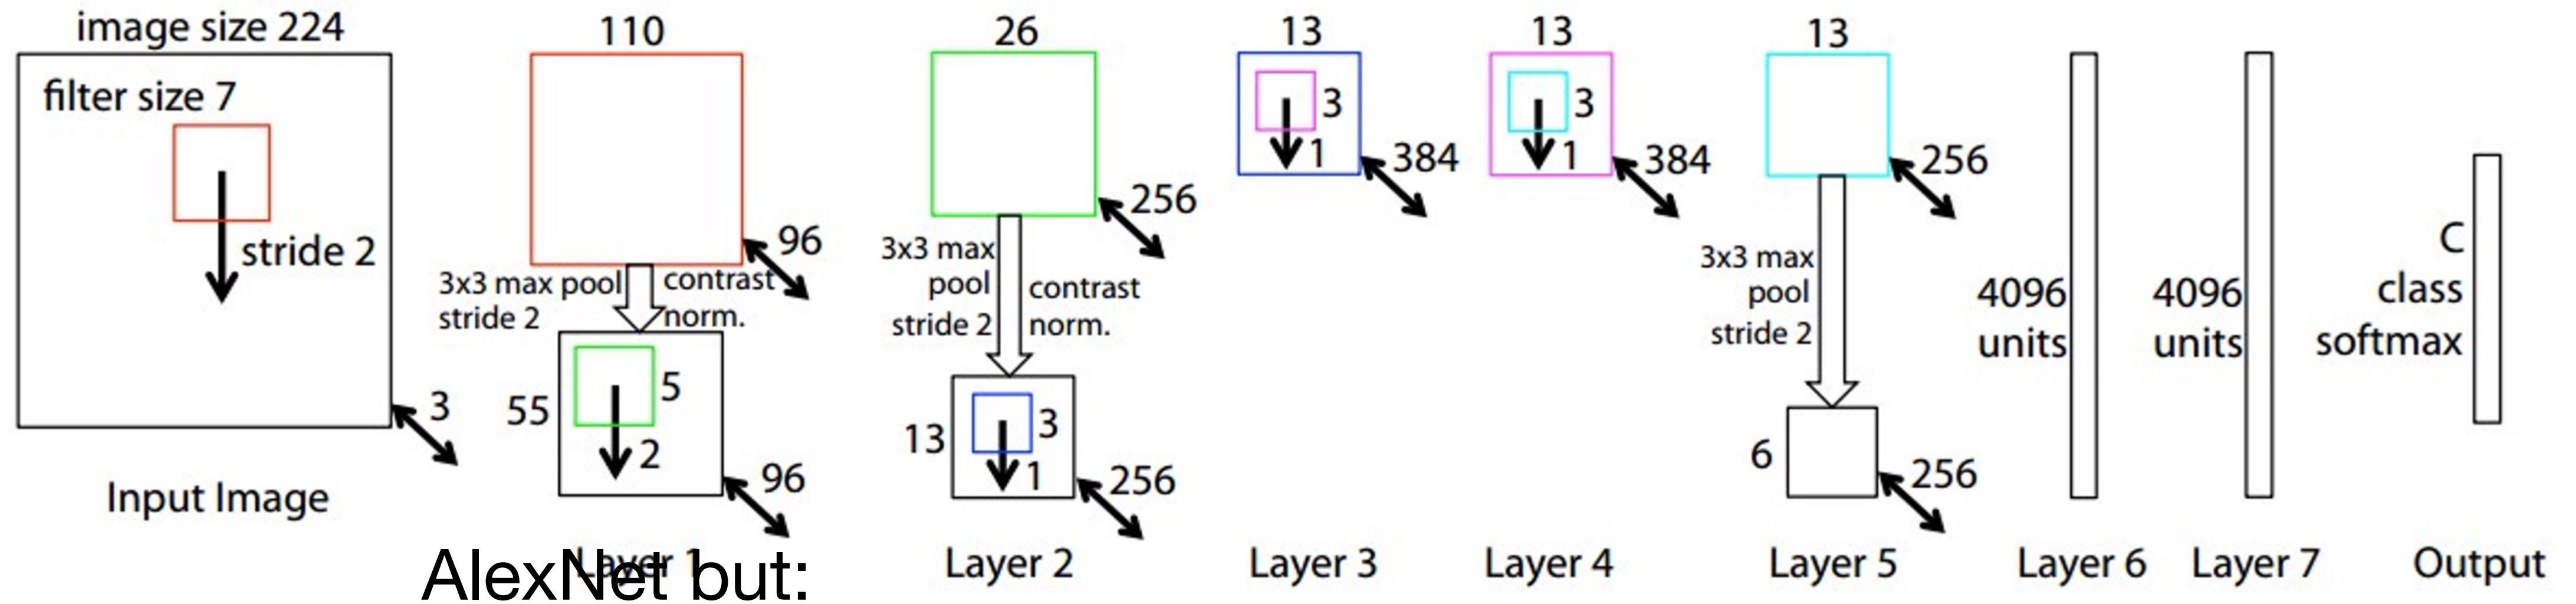 image size 224
filter size 7
stride 2
3
Input Image
110
96
3x3 max pool
stride 2
contrast
norm.
55
5
2
96
Layer 1
AlexNet but:
26
256
3x3 max
pool
stride 2
contrast
norm.
13
3
1
256
Layer 2
13
3
1
384
Layer 3
13
3
1
384
Layer 4
13
256
3x3 max
pool
stride 2
6
256
Layer 5
4096
units
Layer 6
4096
units
Layer 7
C
class
softmax
Output